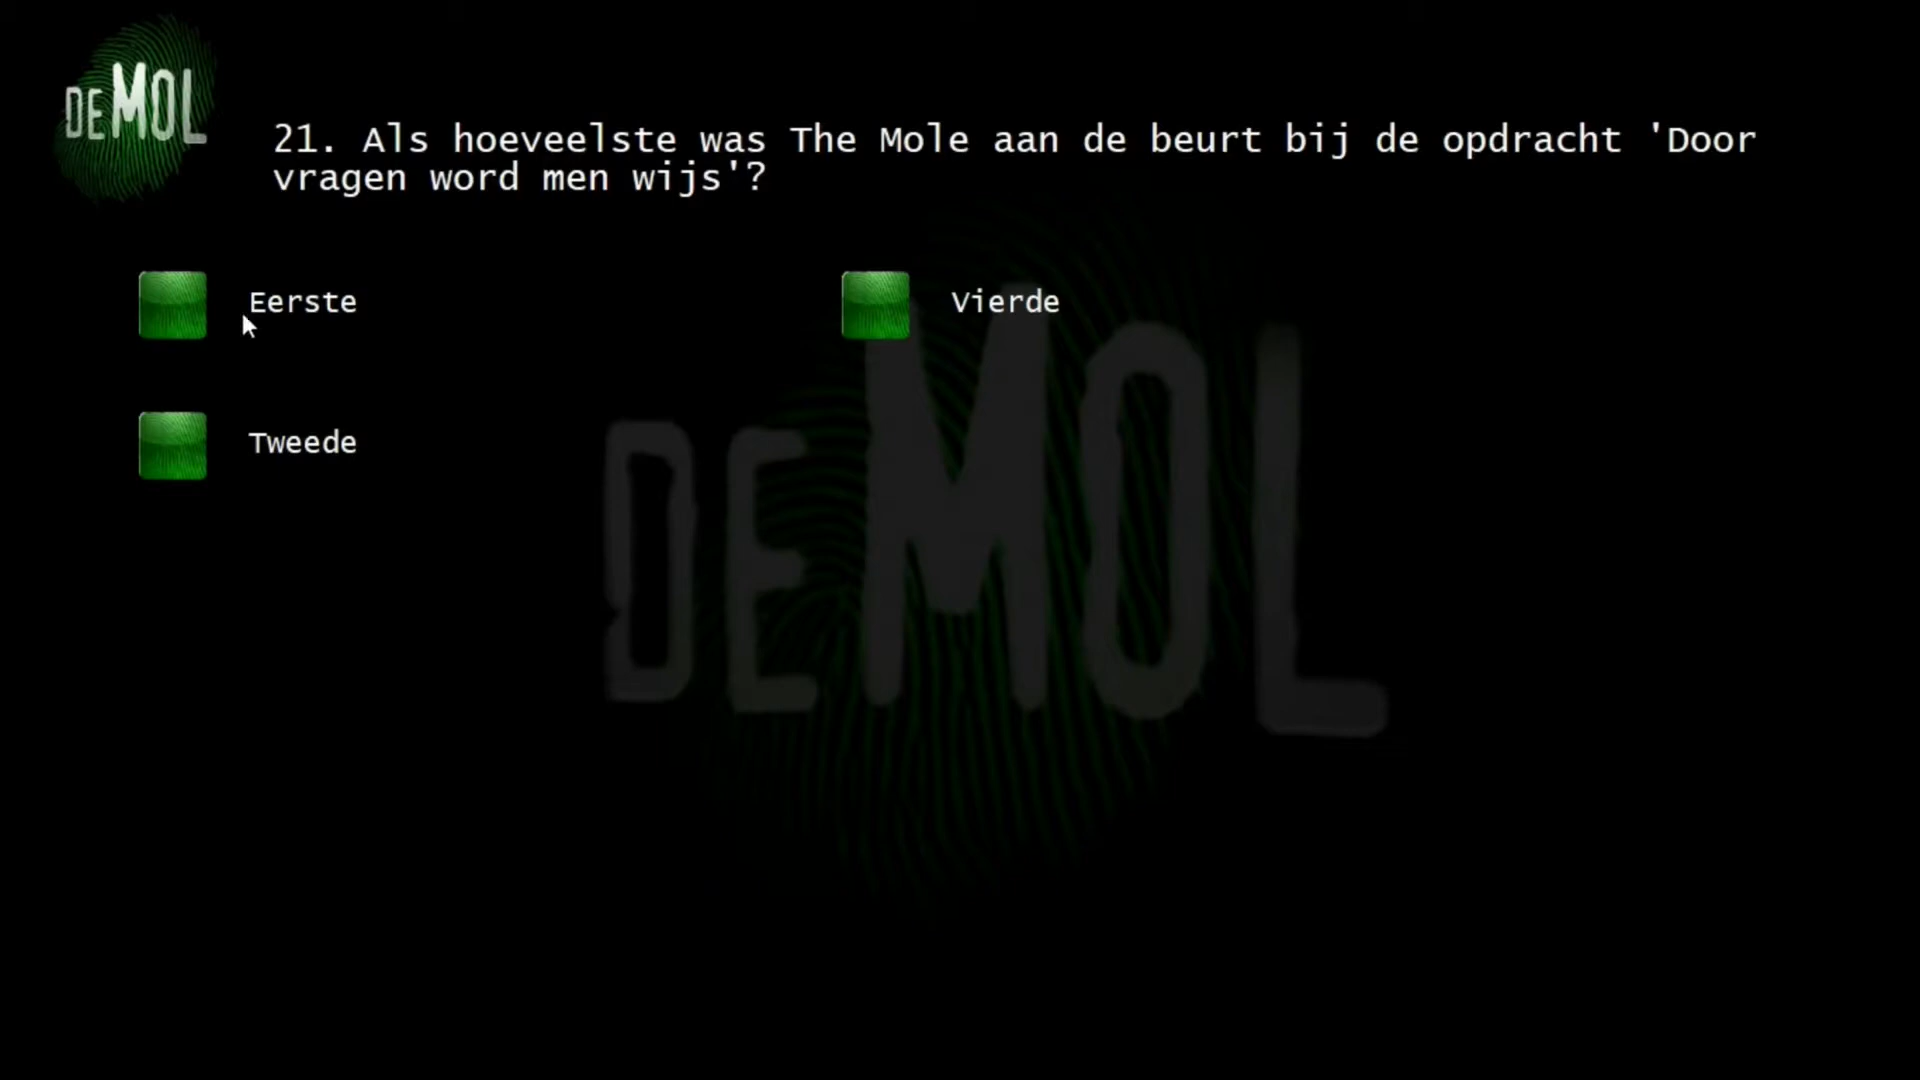 DE MOL
21. Als hoeveelste was The Mole aan de beurt bij de opdracht 'Door
vragen word men wijs'?
Eerste
Vierde
Tweede
DE MOL